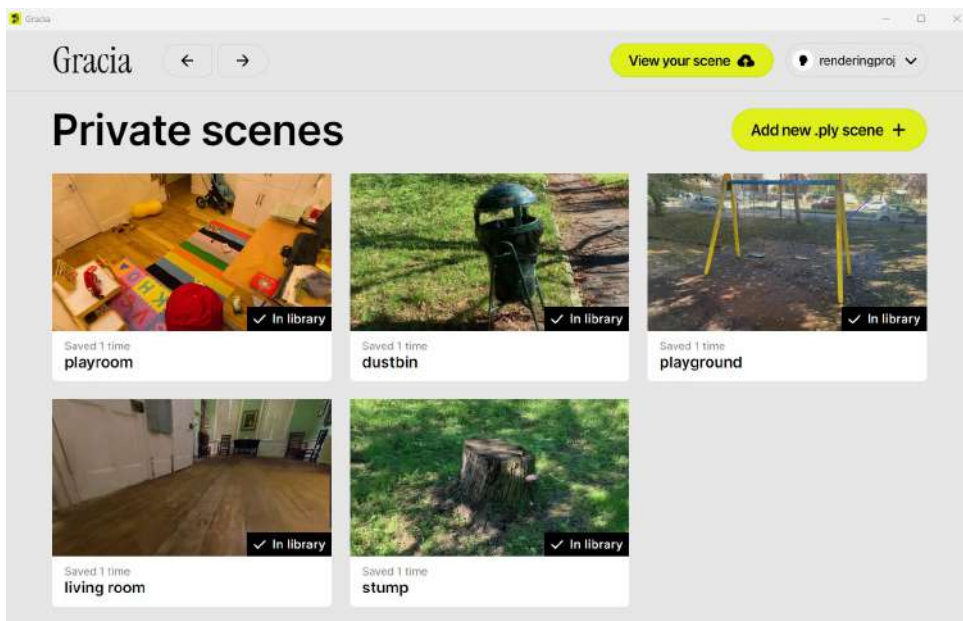 Gracia
Gracia
View your scene
renderingproj
Private scenes
Add new .ply scene +
In library
In library
In library
Saved 1 time
playroom
Saved 1 time
dustbin
Saved 1 time
playground
In library
In library
Saved 1 time
living room
Saved 1 time
stump